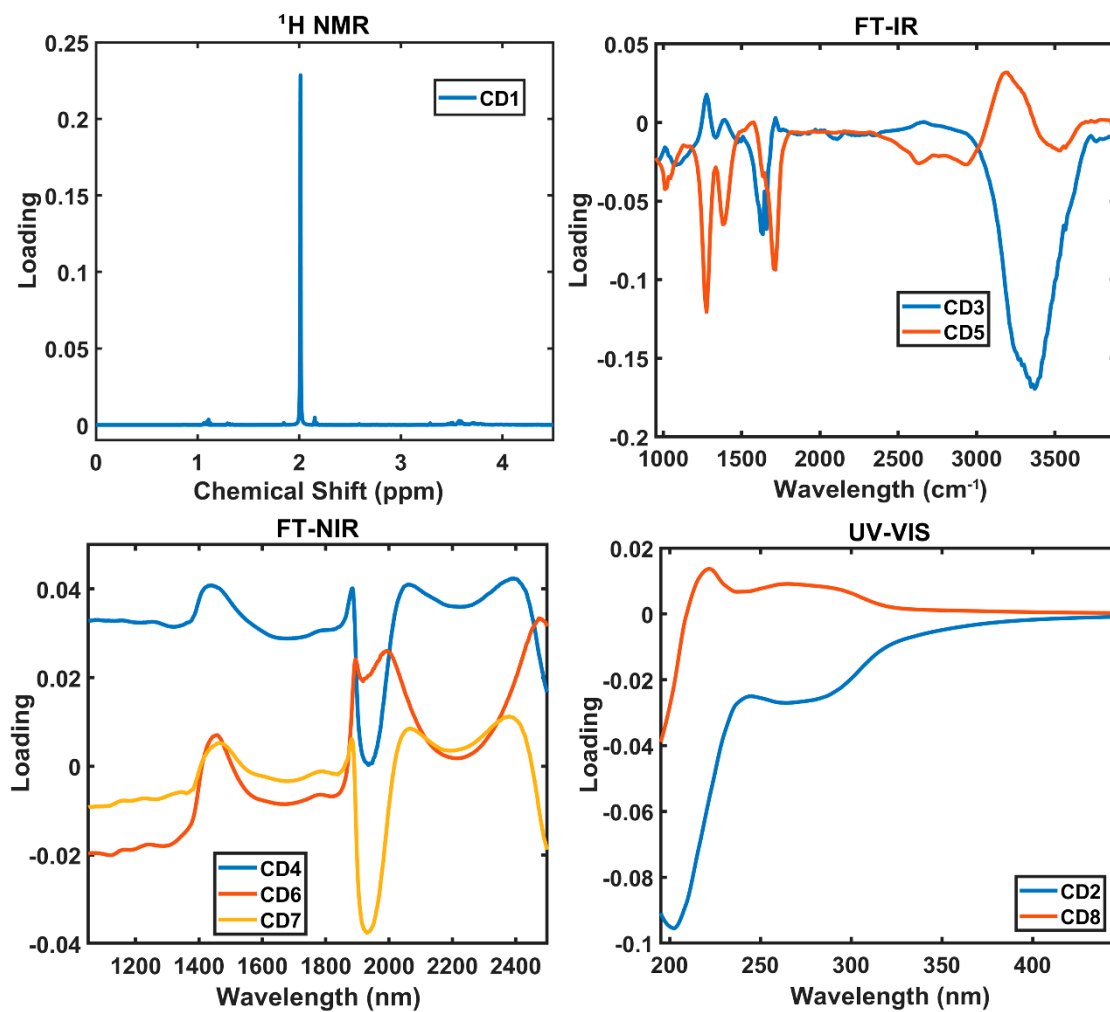 ¹H NMR
0.25
0.2
0.15
0.1
0.05
0
Loading
CD1
0
1
2
3
4
Chemical Shift (ppm)
FT-IR
0.05
0
-0.05
-0.1
-0.15
-0.2
Loading
CD3
CD5
1000
1500
2000
2500
3000
3500
Wavelength (cm⁻¹)
FT-NIR
0.04
0.02
0
-0.02
-0.04
Loading
CD4
CD6
CD7
1200
1400
1600
1800
2000
2200
2400
Wavelength (nm)
UV-VIS
0.02
0
-0.02
-0.04
-0.06
-0.08
-0.1
Loading
CD2
CD8
200
250
300
350
400
Wavelength (nm)